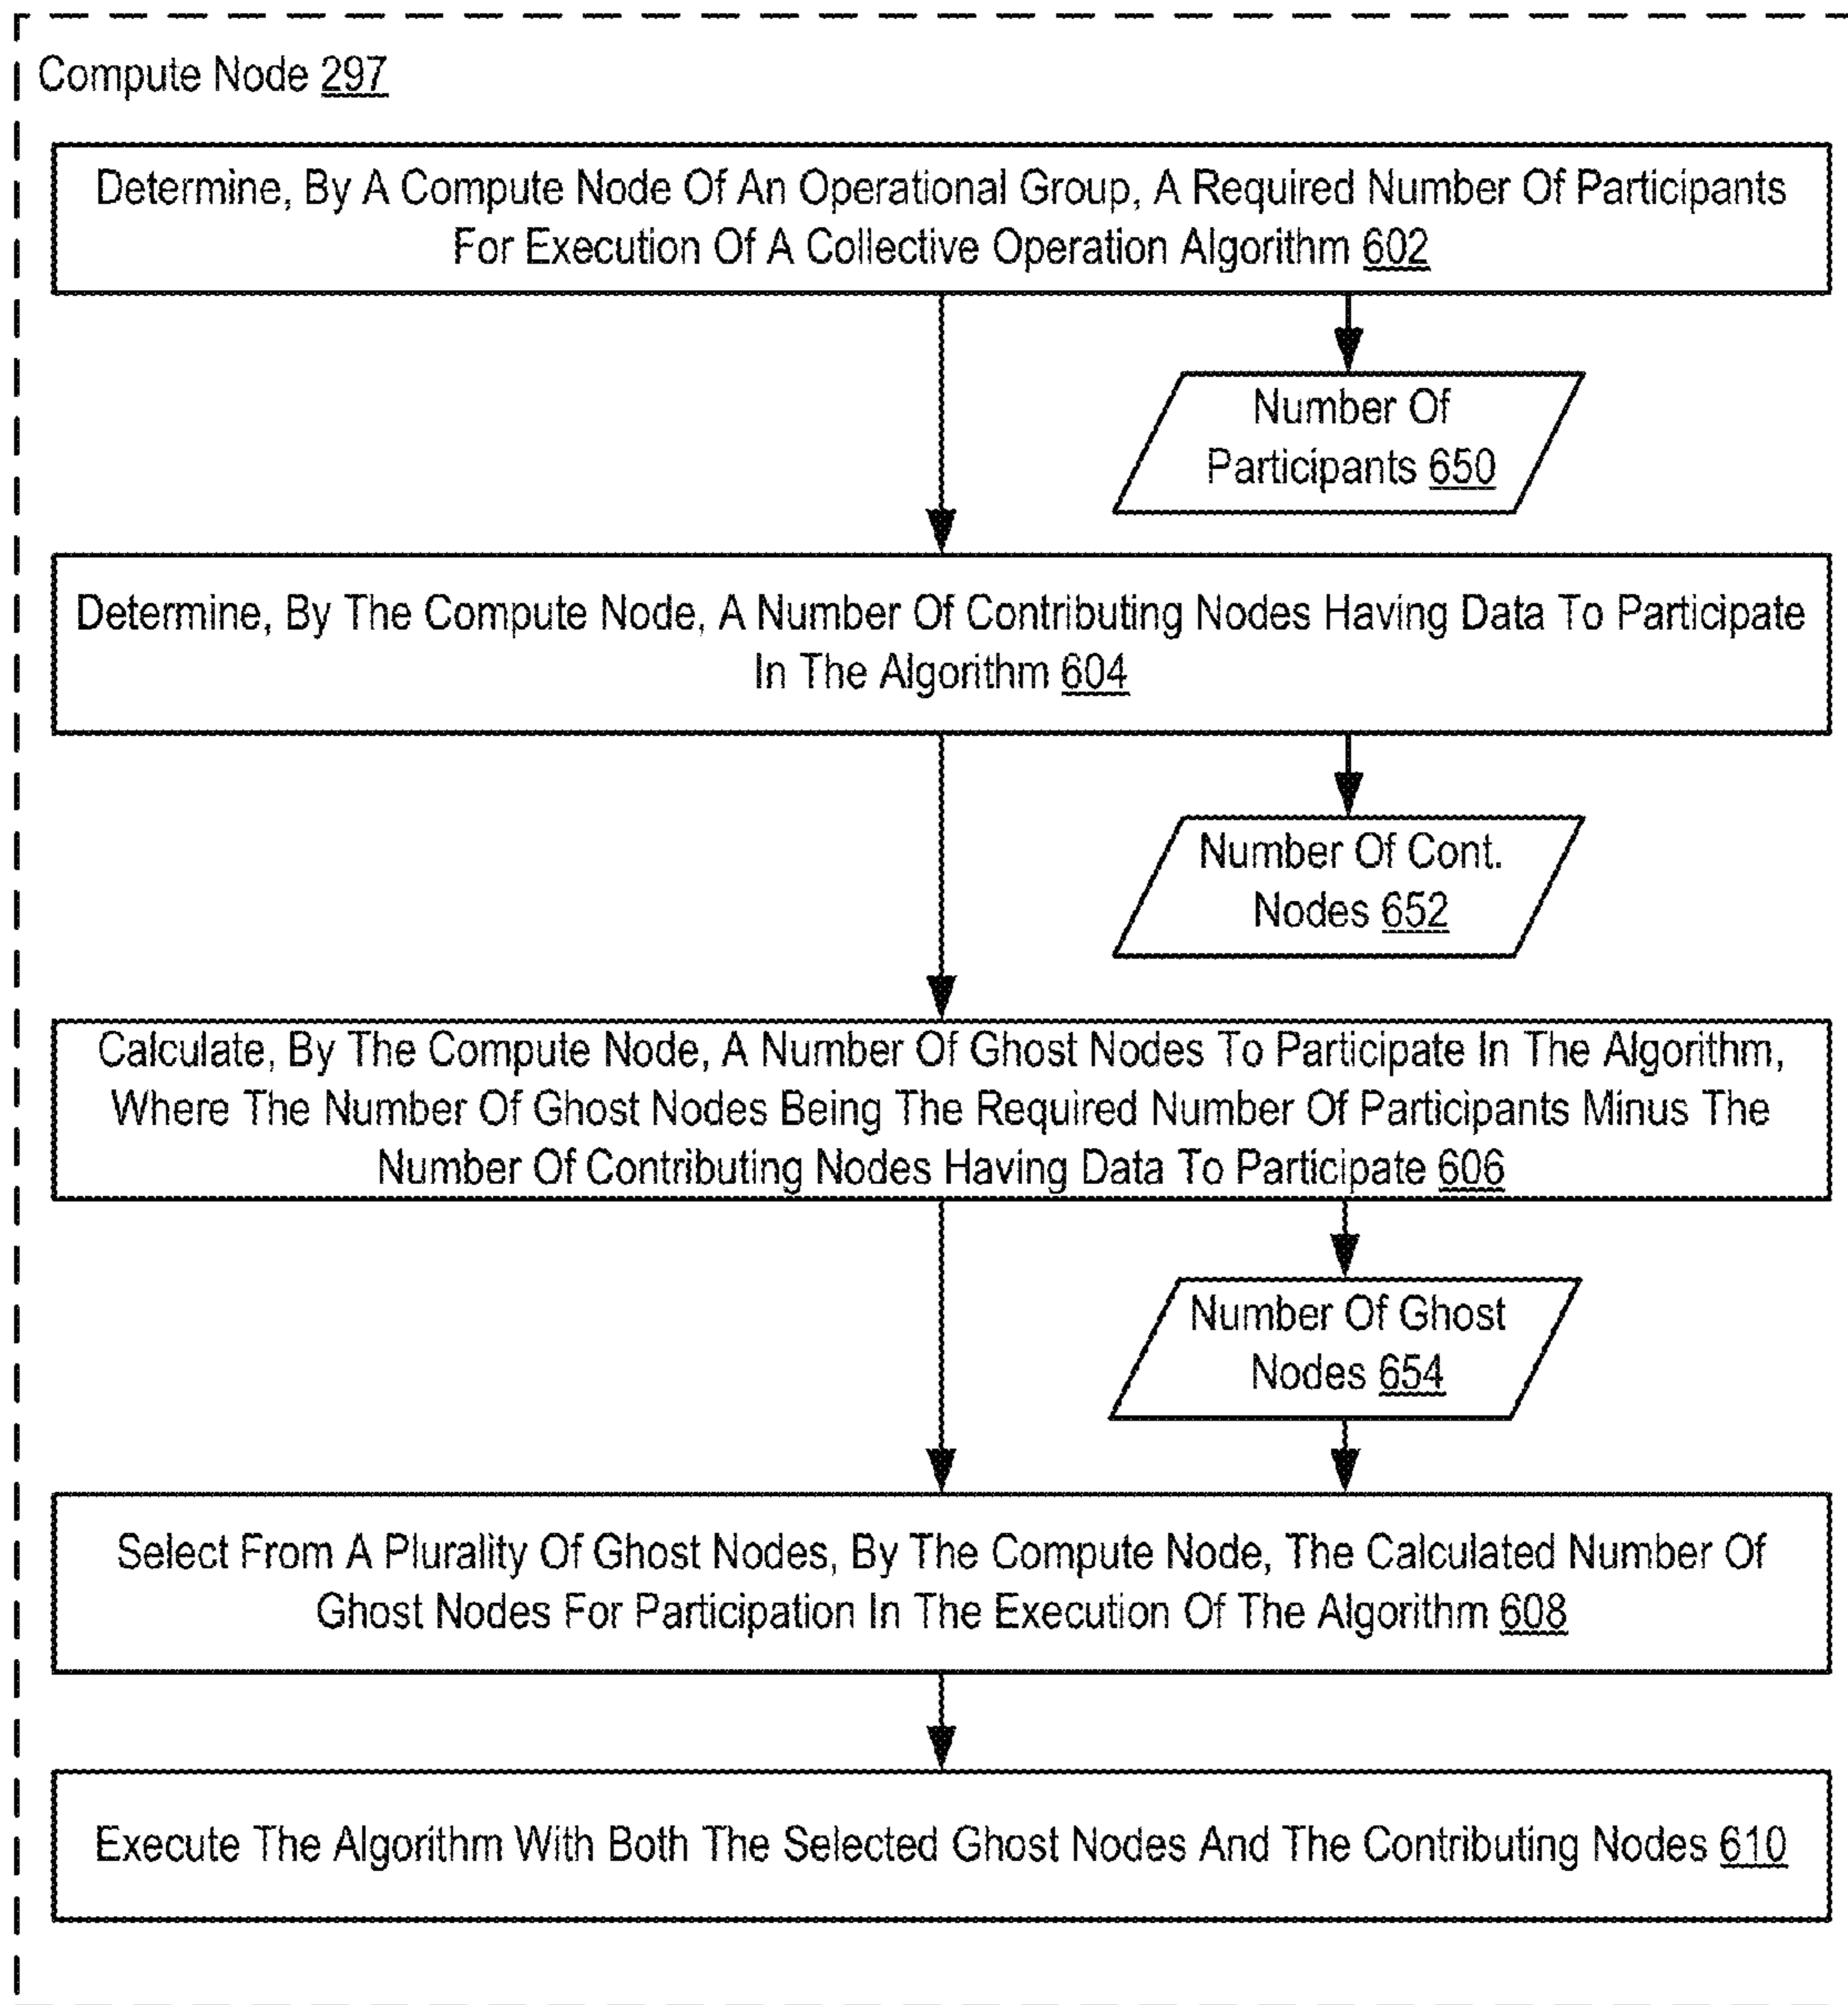 Compute Node 297
Determine, By A Compute Node Of An Operational Group, A Required Number Of Participants
For Execution Of A Collective Operation Algorithm 602
Number Of
Participants 650
Determine, By The Compute Node, A Number Of Contributing Nodes Having Data To Participate
In The Algorithm 604
Number Of Cont.
Nodes 652
Calculate, By The Compute Node, A Number Of Ghost Nodes To Participate In The Algorithm,
Where The Number Of Ghost Nodes Being The Required Number Of Participants Minus The
Number Of Contributing Nodes Having Data To Participate 606
Number Of Ghost
Nodes 654
Select From A Plurality Of Ghost Nodes, By The Compute Node, The Calculated Number Of
Ghost Nodes For Participation In The Execution Of The Algorithm 608
Execute The Algorithm With Both The Selected Ghost Nodes And The Contributing Nodes 610